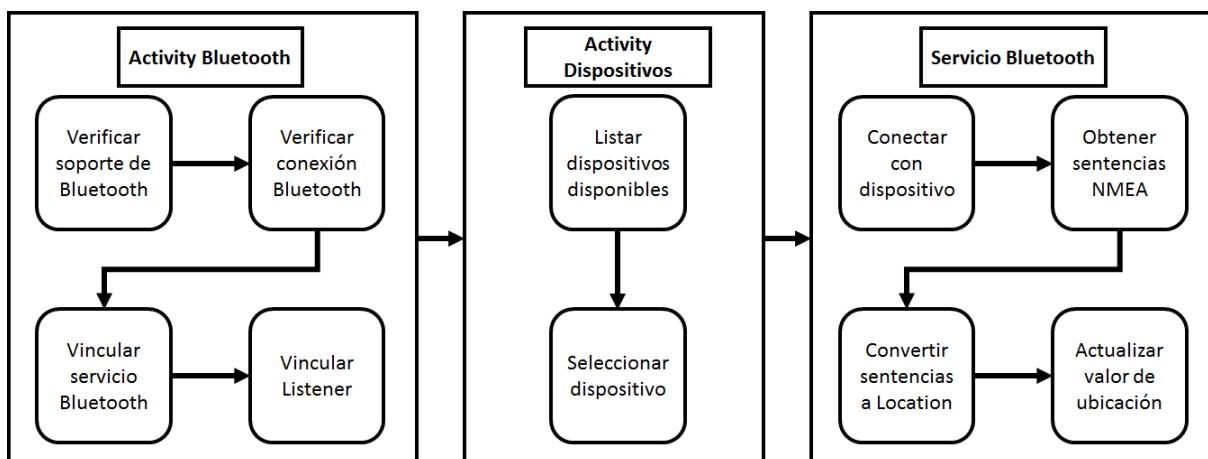 Activity Bluetooth
Verificar
soporte de
Bluetooth
Verificar
conexión
Bluetooth
Vincular
servicio
Bluetooth
Vincular
Listener
Activity
Dispositivos
Listar
dispositivos
disponibles
Seleccionar
dispositivo
Servicio Bluetooth
Conectar
con
dispositivo
Obtener
sentencias
NMEA
Convertir
sentencias
a Location
Actualizar
valor de
ubicación